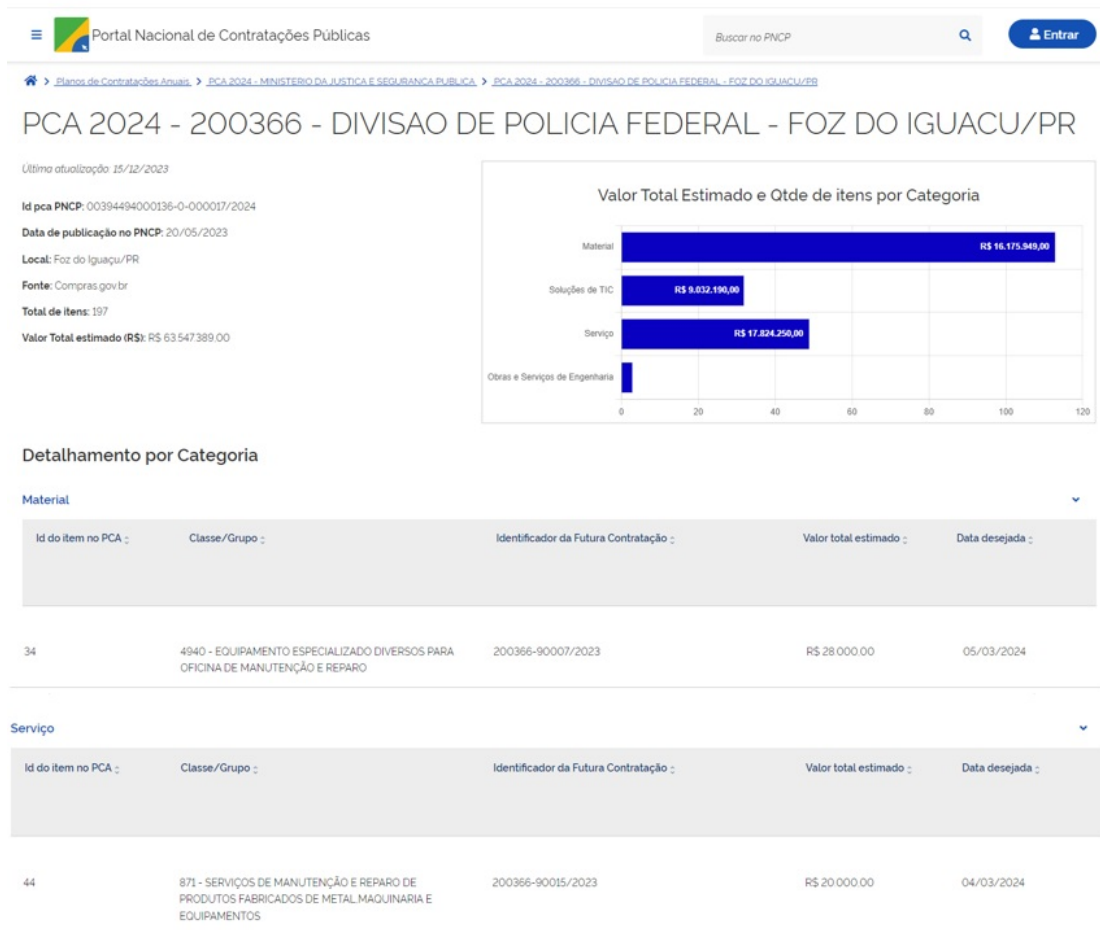 Portal Nacional de Contratações Públicas
Buscar no PNCP
Entrar
Planos de Contratações Anuais > PCA 2024 - MINISTERIO DA JUSTICA E SEGURANCA PUBLICA > PCA 2024 - 200366 - DIVISAO DE POLICIA FEDERAL - FOZ DO IGUACU/PR
PCA 2024 - 200366 - DIVISAO DE POLICIA FEDERAL - FOZ DO IGUACU/PR
Última atualização: 15/12/2023
Id pca PNCP: 00394494000136-0-000017/2024
Data de publicação no PNCP: 20/05/2023
Local: Foz do Iguaçu/PR
Fonte: Compras.gov.br
Total de itens: 197
Valor Total estimado (R$): R$ 63.547.389,00
Valor Total Estimado e Qtde de itens por Categoria
Material R$ 16.175.949,00
Soluções de TIC R$ 9.032.190,00
Serviço R$ 17.824.250,00
Obras e Serviços de Engenharia
0 20 40 60 80 100 120
Detalhamento por Categoria
Material
Id do item no PCA Classe/Grupo Identificador da Futura Contratação Valor total estimado Data desejada
34 4940 - EQUIPAMENTO ESPECIALIZADO DIVERSOS PARA 200366-90007/2023 R$ 28.000,00 05/03/2024
OFICINA DE MANUTENÇÃO E REPARO
Serviço
Id do item no PCA Classe/Grupo Identificador da Futura Contratação Valor total estimado Data desejada
44 871 - SERVIÇOS DE MANUTENÇÃO E REPARO DE 200366-90015/2023 R$ 20.000,00 04/03/2024
PRODUTOS FABRICADOS DE METAL,MAQUINARIA E
EQUIPAMENTOS